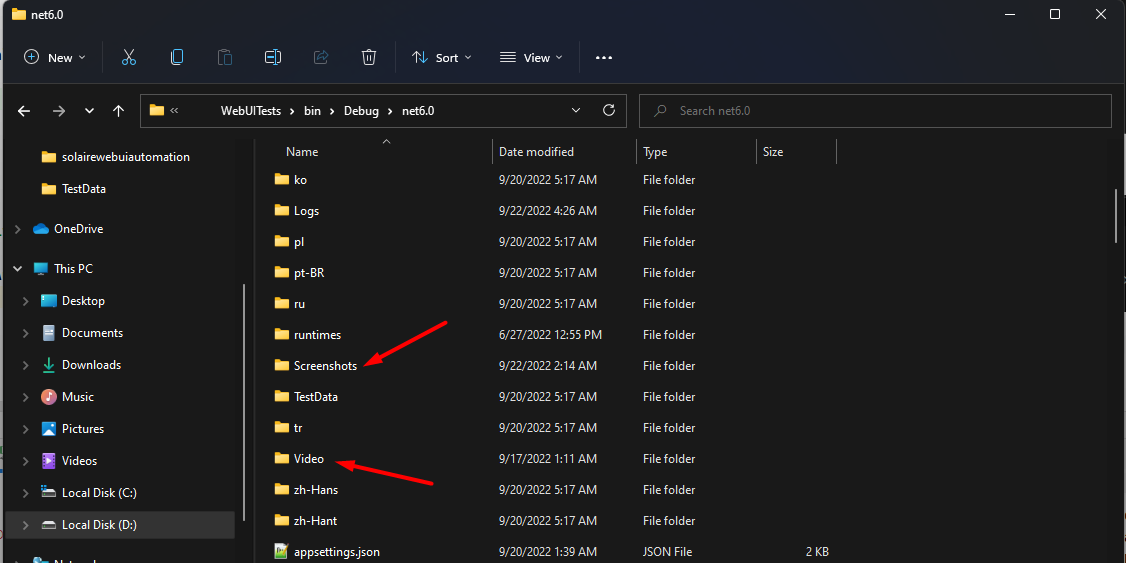 net6.0
New
Sort
View
WebUITests > bin > Debug > net6.0
Search net6.0
solairewebuiautomation
TestData
OneDrive
This PC
Desktop
Documents
Downloads
Music
Pictures
Videos
Local Disk (C:)
Local Disk (D:)
Name Date modified Type Size
ko 9/20/2022 5:17 AM File folder
Logs 9/22/2022 4:26 AM File folder
pl 9/20/2022 5:17 AM File folder
pt-BR 9/20/2022 5:17 AM File folder
ru 9/20/2022 5:17 AM File folder
runtimes 6/27/2022 12:55 PM File folder
Screenshots 9/22/2022 2:14 AM File folder
TestData 9/20/2022 5:17 AM File folder
tr 9/20/2022 5:17 AM File folder
Video 9/17/2022 1:11 AM File folder
zh-Hans 9/20/2022 5:17 AM File folder
zh-Hant 9/20/2022 5:17 AM File folder
appsettings.json 9/20/2022 1:39 AM JSON File 2 KB